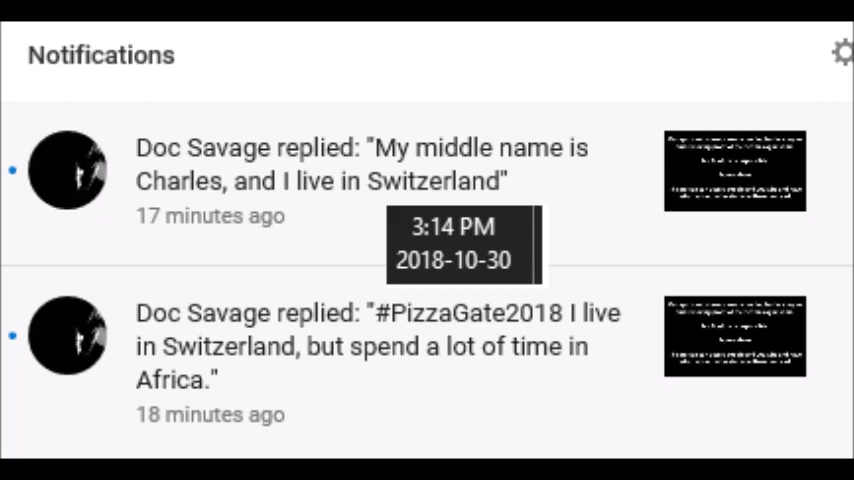 Notifications
Doc Savage replied: "My middle name is
Charles, and I live in Switzerland"
17 minutes ago
3:14 PM
2018-10-30
Doc Savage replied: "#PizzaGate2018 I live
in Switzerland, but spend a lot of time in
Africa."
18 minutes ago